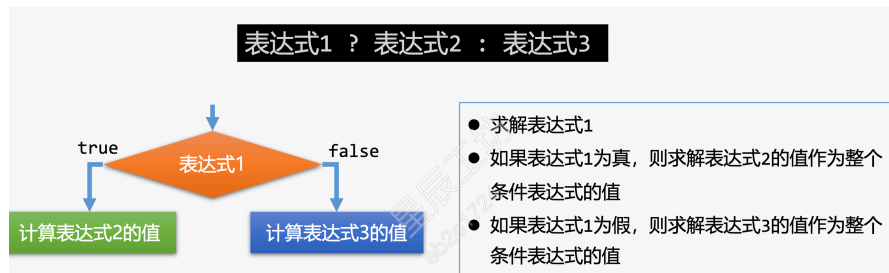 表达式1 ? 表达式2 : 表达式3
true
表达式1
false
计算表达式2的值
计算表达式3的值
● 求解表达式1
● 如果表达式1为真，则求解表达式2的值作为整个
条件表达式的值
● 如果表达式1为假，则求解表达式3的值作为整个
条件表达式的值
星辰工坊